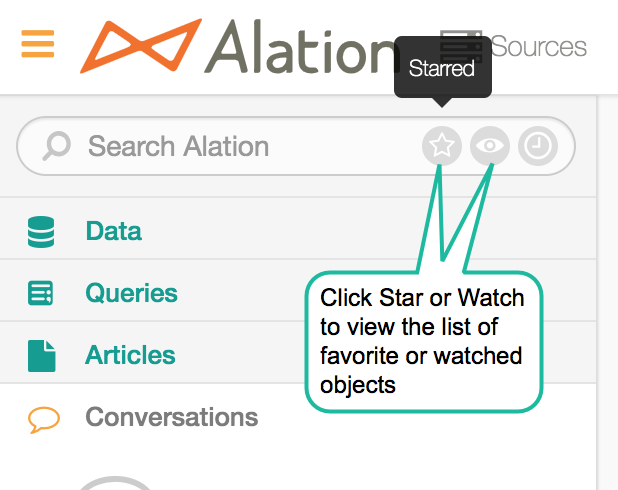 Alation
Sources
Starred
Search Alation
Data
Queries
Articles
Conversations
Click Star or Watch
to view the list of
favorite or watched
objects